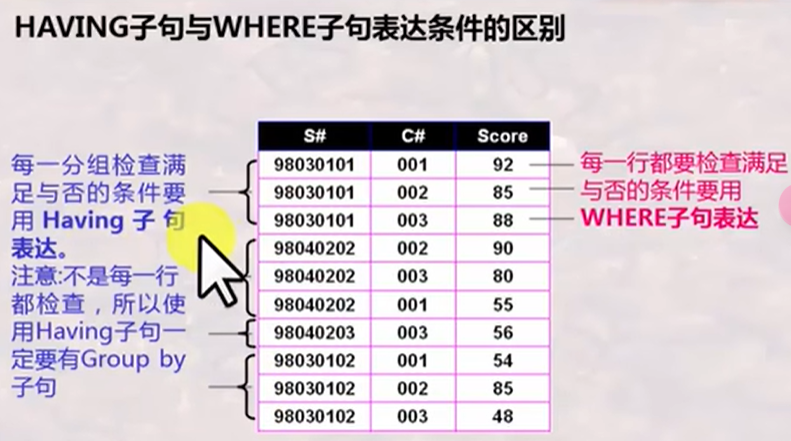 HAVING子句与WHERE子句表达条件的区别
每一分组检查满
足与否的条件要
用 Having 子 句
表达。
注意:不是每一行
都检查，所以使
用Having子句一
定要有Group by
子句
S# C# Score
98030101 001 92
98030101 002 85
98030101 003 88
98040202 002 90
98040202 003 80
98040202 001 55
98040203 003 56
98030102 001 54
98030102 002 85
98030102 003 48
每一行都要检查满足
与否的条件要用
WHERE子句表达